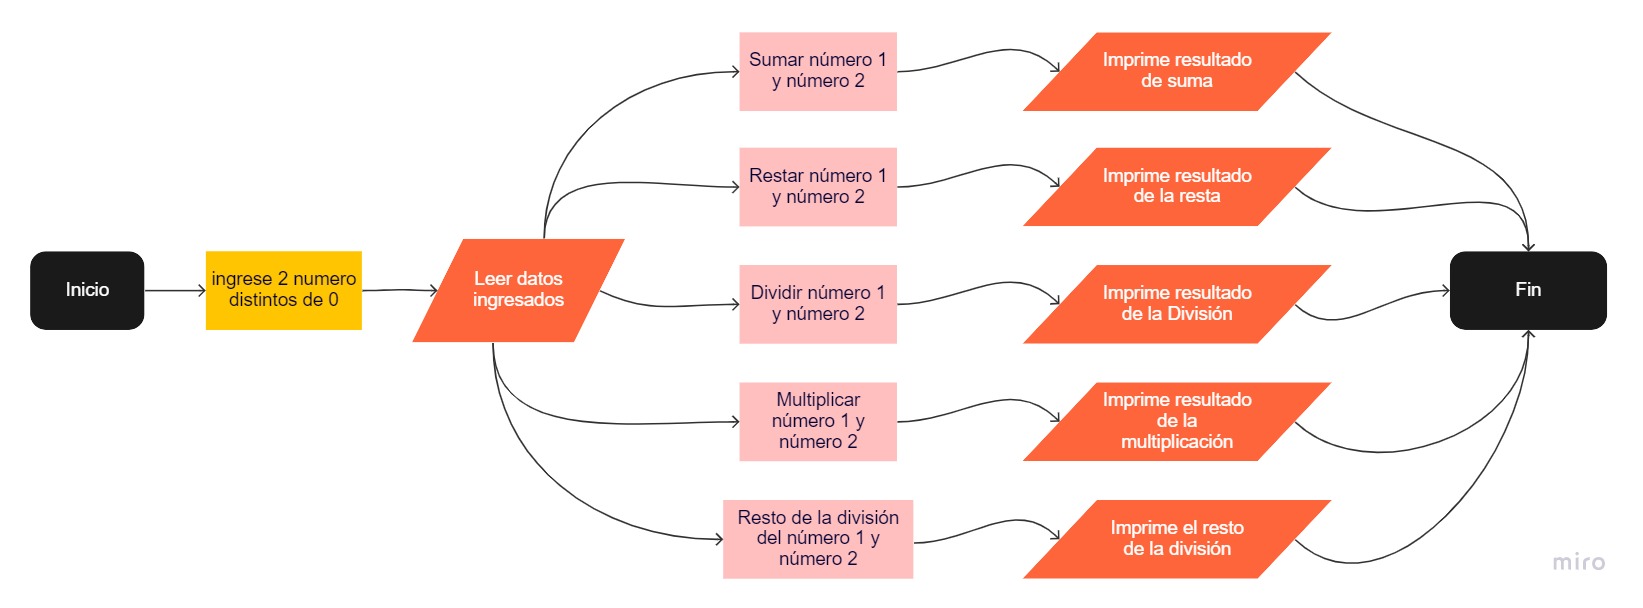 Inicio
ingrese 2 numero
distintos de 0
Leer datos
ingresados
Sumar número 1
y número 2
Imprime resultado
de suma
Restar número 1
y número 2
Imprime resultado
de la resta
Dividir número 1
y número 2
Imprime resultado
de la División
Multiplicar
número 1 y
número 2
Imprime resultado
de la
multiplicación
Resto de la división
del número 1 y
número 2
Imprime el resto
de la división
Fin
miro